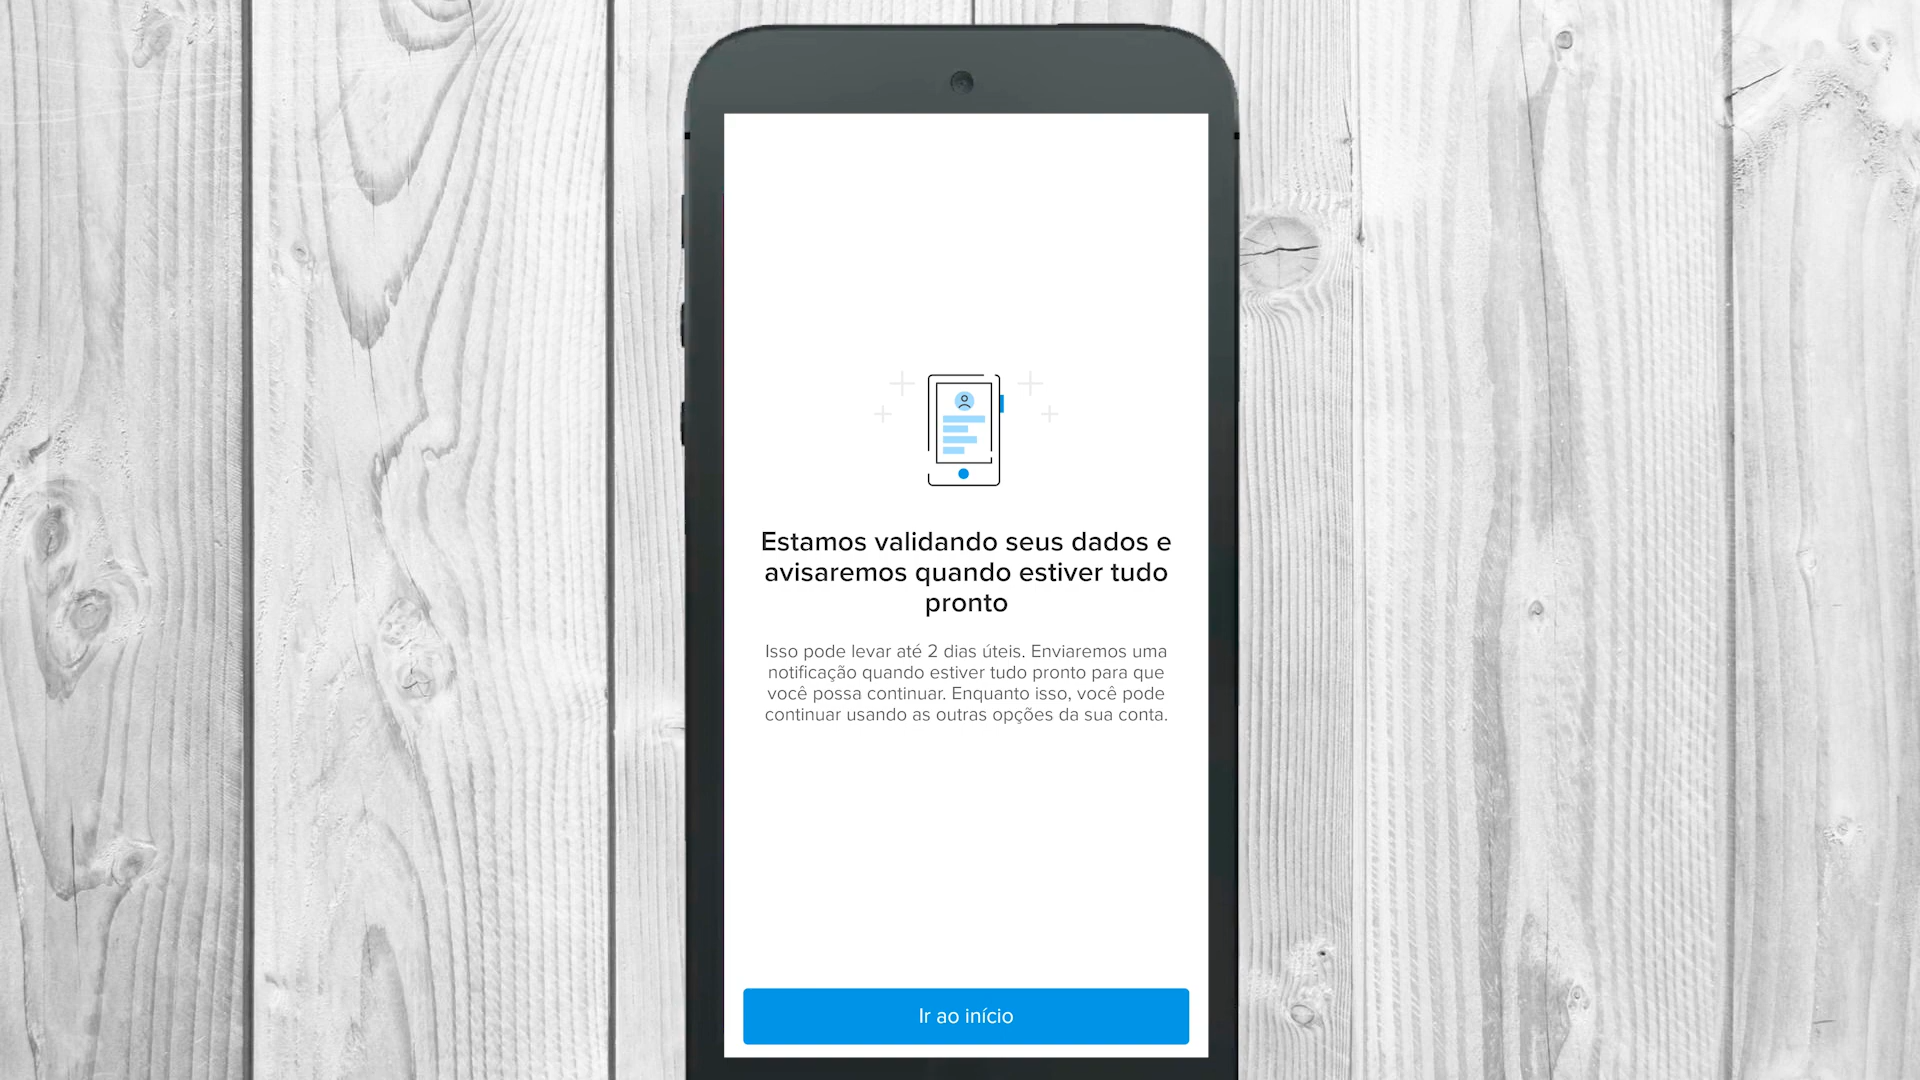 Estamos validando seus dados e
avisaremos quando estiver tudo
pronto
Isso pode levar até 2 dias úteis. Enviaremos uma
notificação quando estiver tudo pronto para que
você possa continuar. Enquanto isso, você pode
continuar usando as outras opções da sua conta.
Ir ao início